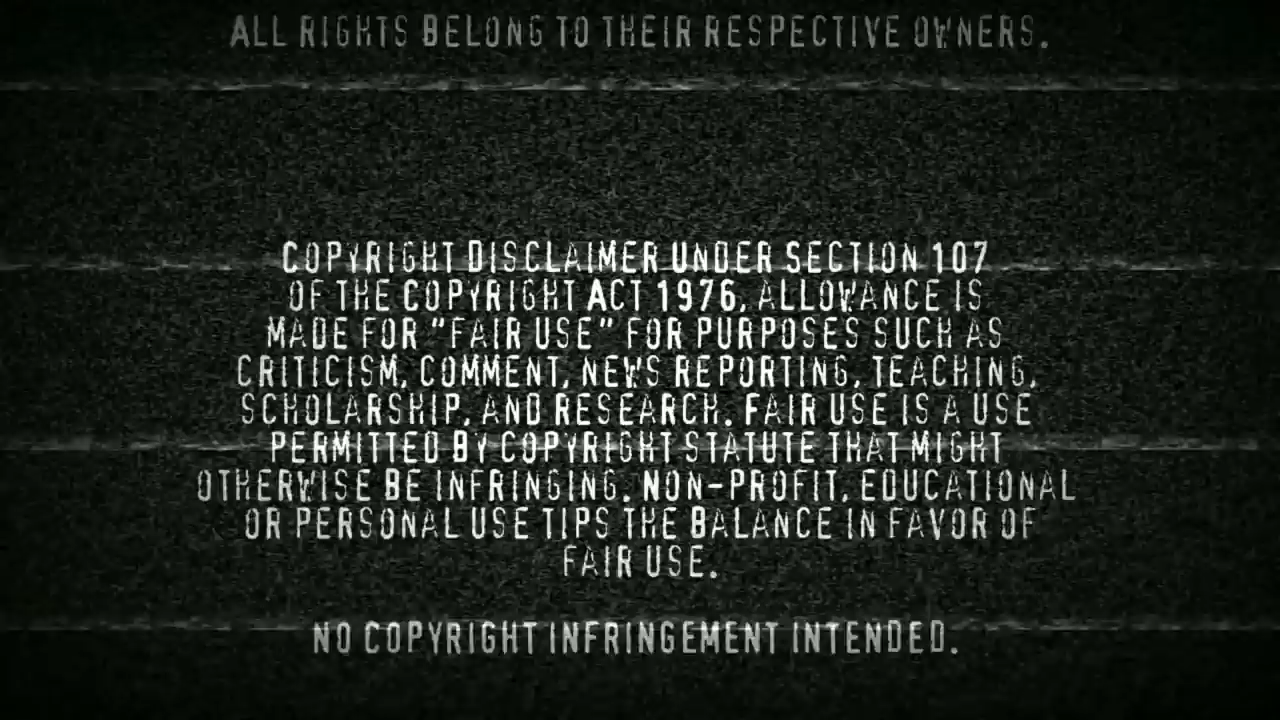 ALL RIGHTS BELONG TO THEIR RESPECTIVE OWNERS.
COPYRIGHT DISCLAIMER UNDER SECTION 107
OF THE COPYRIGHT ACT 1976, ALLOWANCE IS
MADE FOR "FAIR USE" FOR PURPOSES SUCH AS
CRITICISM, COMMENT, NEWS REPORTING, TEACHING,
SCHOLARSHIP, AND RESEARCH. FAIR USE IS A USE
PERMITTED BY COPYRIGHT STATUTE THAT MIGHT
OTHERWISE BE INFRINGING. NON-PROFIT, EDUCATIONAL
OR PERSONAL USE TIPS THE BALANCE IN FAVOR OF
FAIR USE.
NO COPYRIGHT INFRINGEMENT INTENDED.